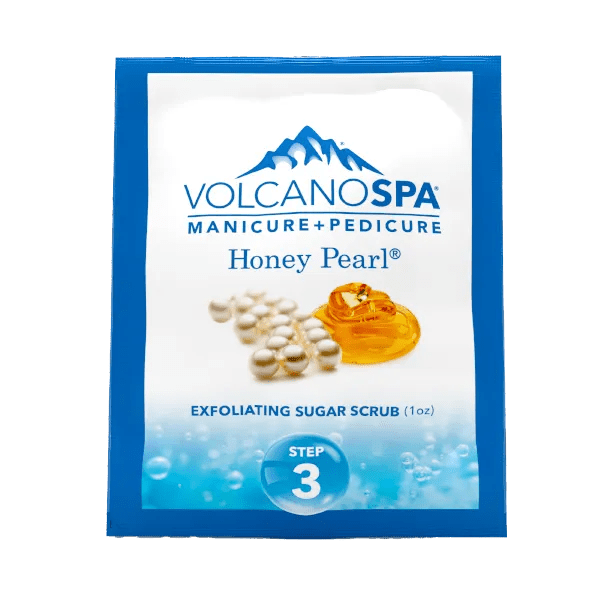 VOLCANOSPA®
MANICURE+PEDICURE
Honey Pearl®
EXFOLIATING SUGAR SCRUB (1oz)
STEP
3